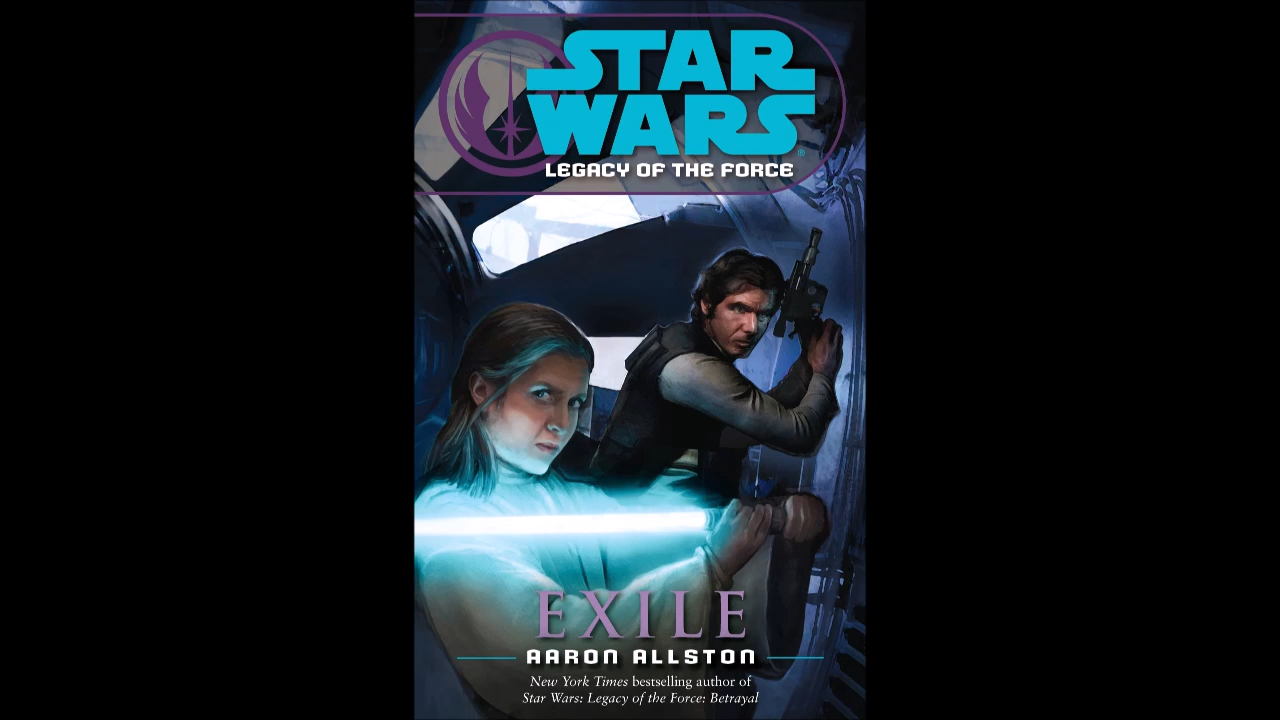 STAR
WARS®
LEGACY OF THE FORCE
EXILE
AARON ALLSTON
New York Times bestselling author of
Star Wars: Legacy of the Force: Betrayal